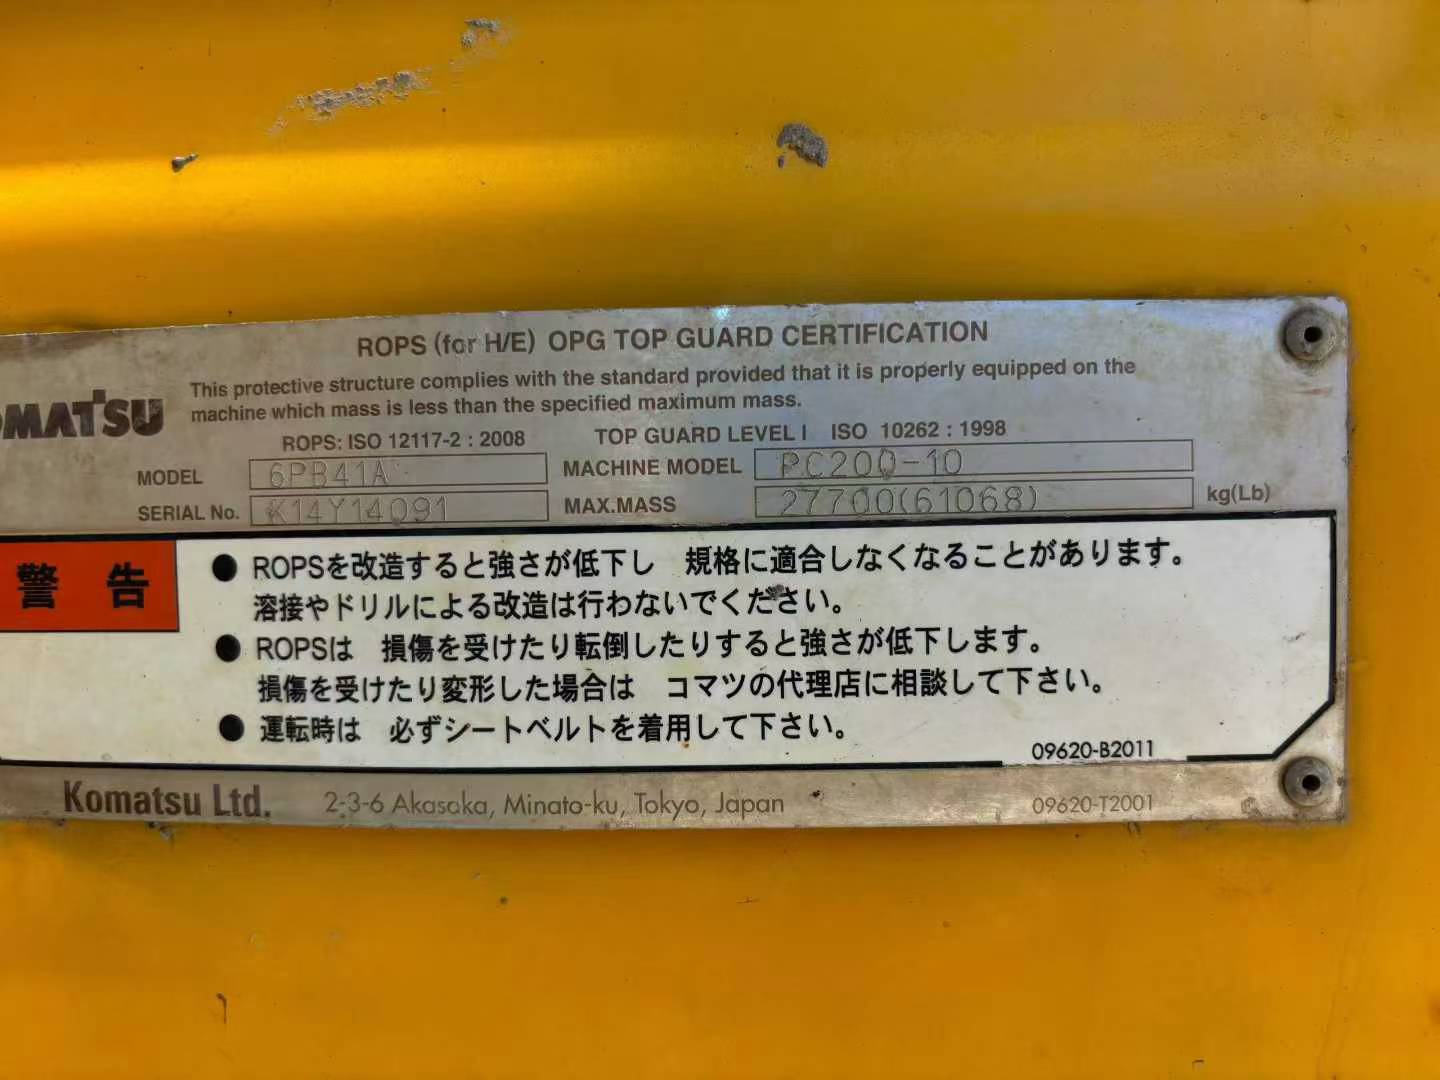 ROPS (for H/E) OPG TOP GUARD CERTIFICATION
This protective structure complies with the standard provided that it is properly equipped on the
machine which mass is less than the specified maximum mass.
OMATSU
ROPS: ISO 12117-2 : 2008 TOP GUARD LEVEL I ISO 10262 : 1998
MODEL 6PB41A MACHINE MODEL PC200-10
SERIAL No. K14Y14091 MAX.MASS 27700(61068) kg(Lb)
警告
● ROPSを改造すると強さが低下し 規格に適合しなくなることがあります。
溶接やドリルによる改造は行わないでください。
● ROPSは 損傷を受けたり転倒したりすると強さが低下します。
損傷を受けたり変形した場合は コマツの代理店に相談して下さい。
● 運転時は 必ずシートベルトを着用して下さい。
09620-B2011
Komatsu Ltd. 2-3-6 Akasaka, Minato-ku, Tokyo, Japan 09620-T2001